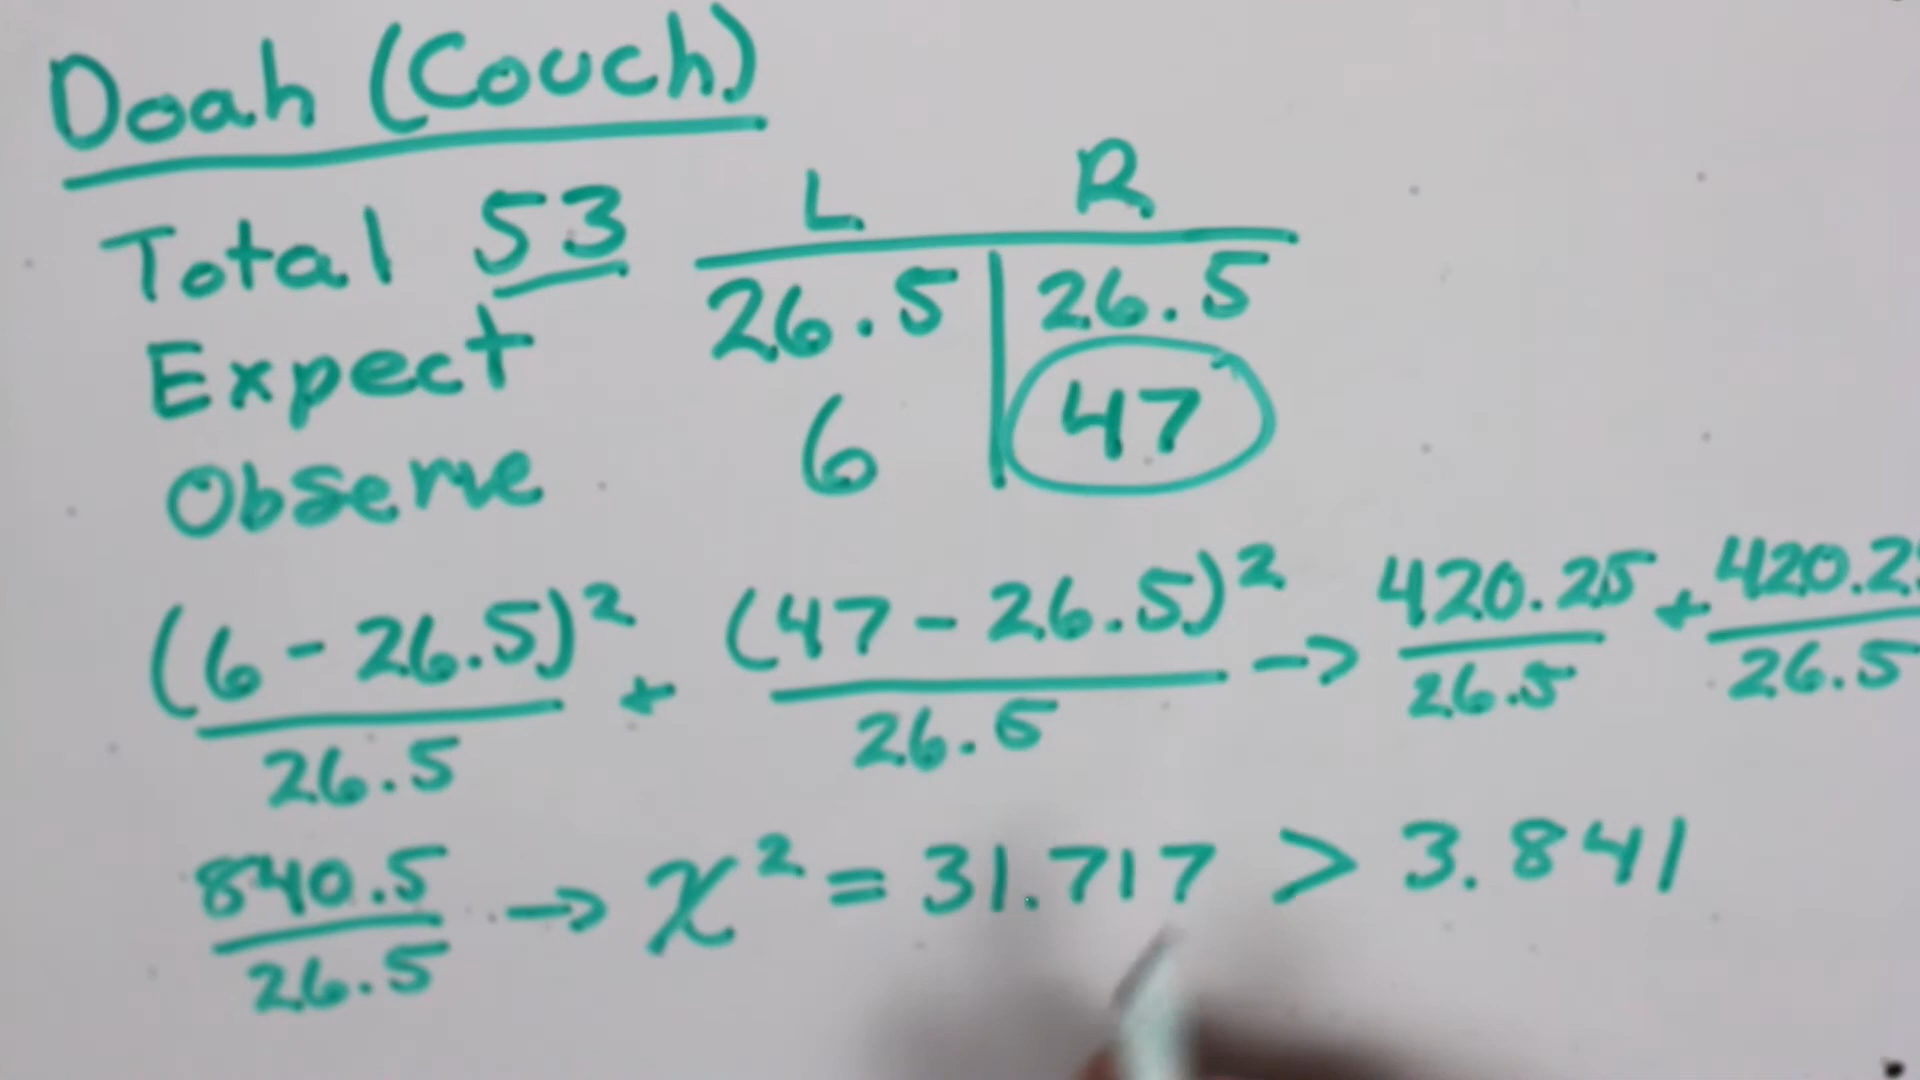 Doah (Couch)
L R
Total 53
Expect 26.5 26.5
Observe 6 47
(6 - 26.5)² / 26.5 + (47 - 26.5)² / 26.5 → 420.25 / 26.5 + 420.25 / 26.5
840.5 / 26.5 → χ² = 31.717 > 3.841